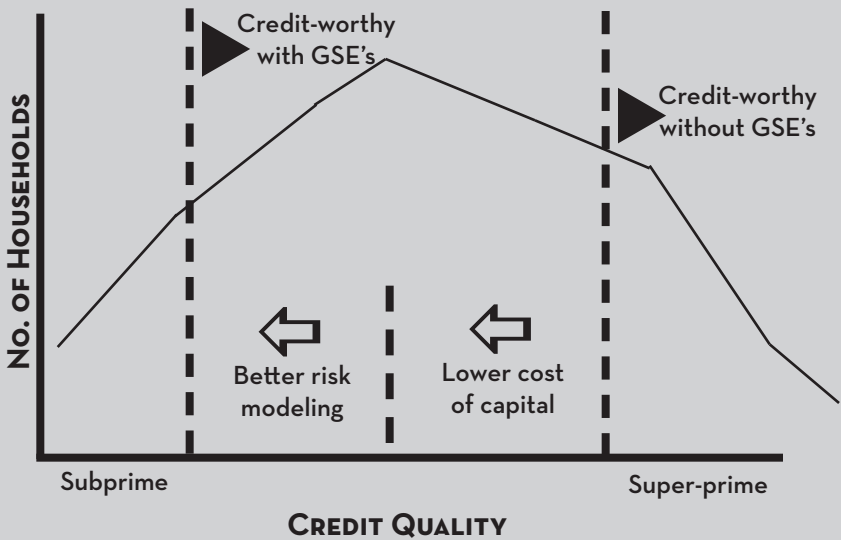 Credit-worthy
with GSE's
Credit-worthy
without GSE's
No. of Households
Better risk
modeling
Lower cost
of capital
Subprime
Super-prime
Credit Quality